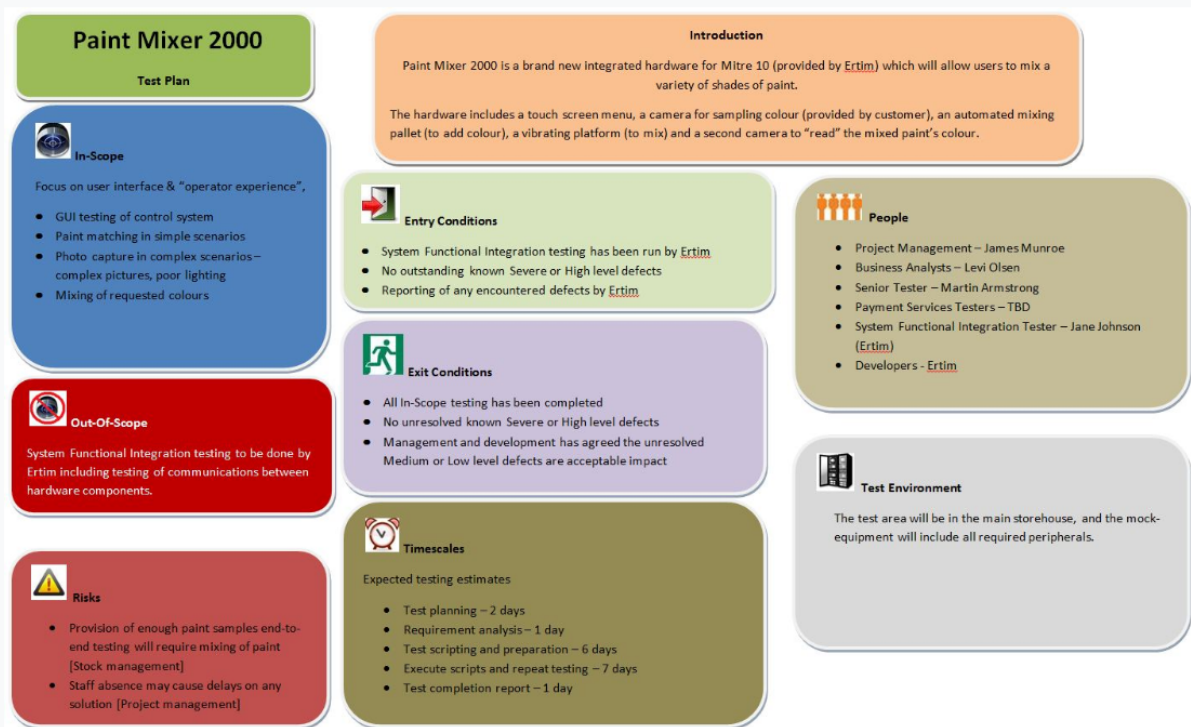 Paint Mixer 2000
Test Plan
Introduction
Paint Mixer 2000 is a brand new integrated hardware for Mitre 10 (provided by Ertim) which will allow users to mix a
variety of shades of paint.
The hardware includes a touch screen menu, a camera for sampling colour (provided by customer), an automated mixing
pallet (to add colour), a vibrating platform (to mix) and a second camera to “read” the mixed paint’s colour.
In-Scope
Focus on user interface & “operator experience”,
• GUI testing of control system
• Paint matching in simple scenarios
• Photo capture in complex scenarios –
complex pictures, poor lighting
• Mixing of requested colours
Out-Of-Scope
System Functional Integration testing to be done by
Ertim including testing of communications between
hardware components.
Risks
• Provision of enough paint samples end-to-
end testing will require mixing of paint
[Stock management]
• Staff absence may cause delays on any
solution [Project management]
Entry Conditions
• System Functional Integration testing has been run by Ertim
• No outstanding known Severe or High level defects
• Reporting of any encountered defects by Ertim
Exit Conditions
• All In-Scope testing has been completed
• No unresolved known Severe or High level defects
• Management and development has agreed the unresolved
Medium or Low level defects are acceptable impact
Timescales
Expected testing estimates
• Test planning – 2 days
• Requirement analysis – 1 day
• Test scripting and preparation – 6 days
• Execute scripts and repeat testing – 7 days
• Test completion report – 1 day
People
• Project Management – James Munroe
• Business Analysts – Levi Olsen
• Senior Tester – Martin Armstrong
• Payment Services Testers – TBD
• System Functional Integration Tester – Jane Johnson
(Ertim)
• Developers - Ertim
Test Environment
The test area will be in the main storehouse, and the mock-
equipment will include all required peripherals.